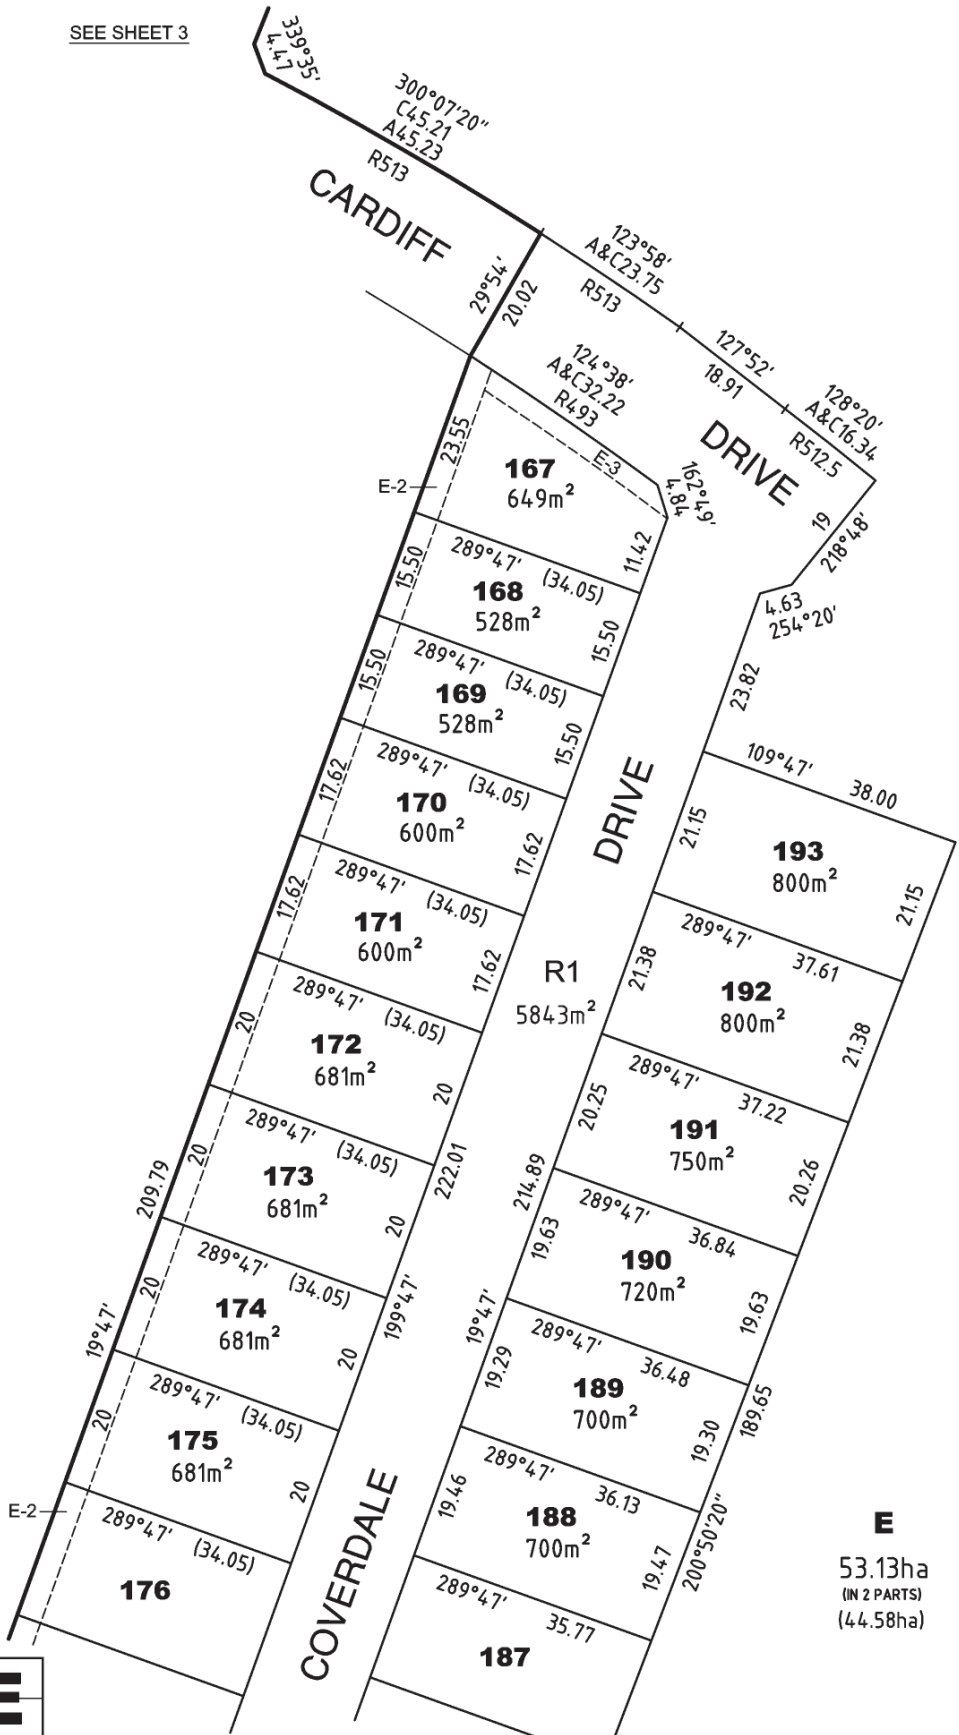 SEE SHEET 3
339°35'
4.47
300°07'20"
C45.21
A45.23
R513
CARDIFF
29°54'
20.02
123°58'
A&C23.75
R513
127°52'
18.91
128°20'
A&C16.34
R512.5
DRIVE
124°38'
A&C32.22
R493
E-3
162°49'
4.84
19
218°48'
4.63
254°20'
23.82
23.55
E-2
167
649m²
11.42
289°47' (34.05)
15.50
168
528m²
15.50
289°47' (34.05)
15.50
169
528m²
15.50
289°47' (34.05)
17.62
170
600m²
17.62
289°47' (34.05)
17.62
171
600m²
17.62
289°47' (34.05)
20
172
681m²
20
289°47' (34.05)
20
173
681m²
20
289°47' (34.05)
20
174
681m²
20
289°47' (34.05)
20
175
681m²
20
289°47' (34.05)
176
E-2
209.79
19°47'
222.01
199°47'
DRIVE
R1
5843m²
COVERDALE
214.89
19°47'
109°47' 38.00
21.15
193
800m²
21.15
289°47' 37.61
21.38
192
800m²
21.38
289°47' 37.22
20.25
191
750m²
20.26
289°47' 36.84
19.63
190
720m²
19.63
289°47' 36.48
19.29
189
700m²
19.30
289°47' 36.13
19.46
188
700m²
19.47
289°47' 35.77
187
189.65
200°50'20"
E
53.13ha
(IN 2 PARTS)
(44.58ha)